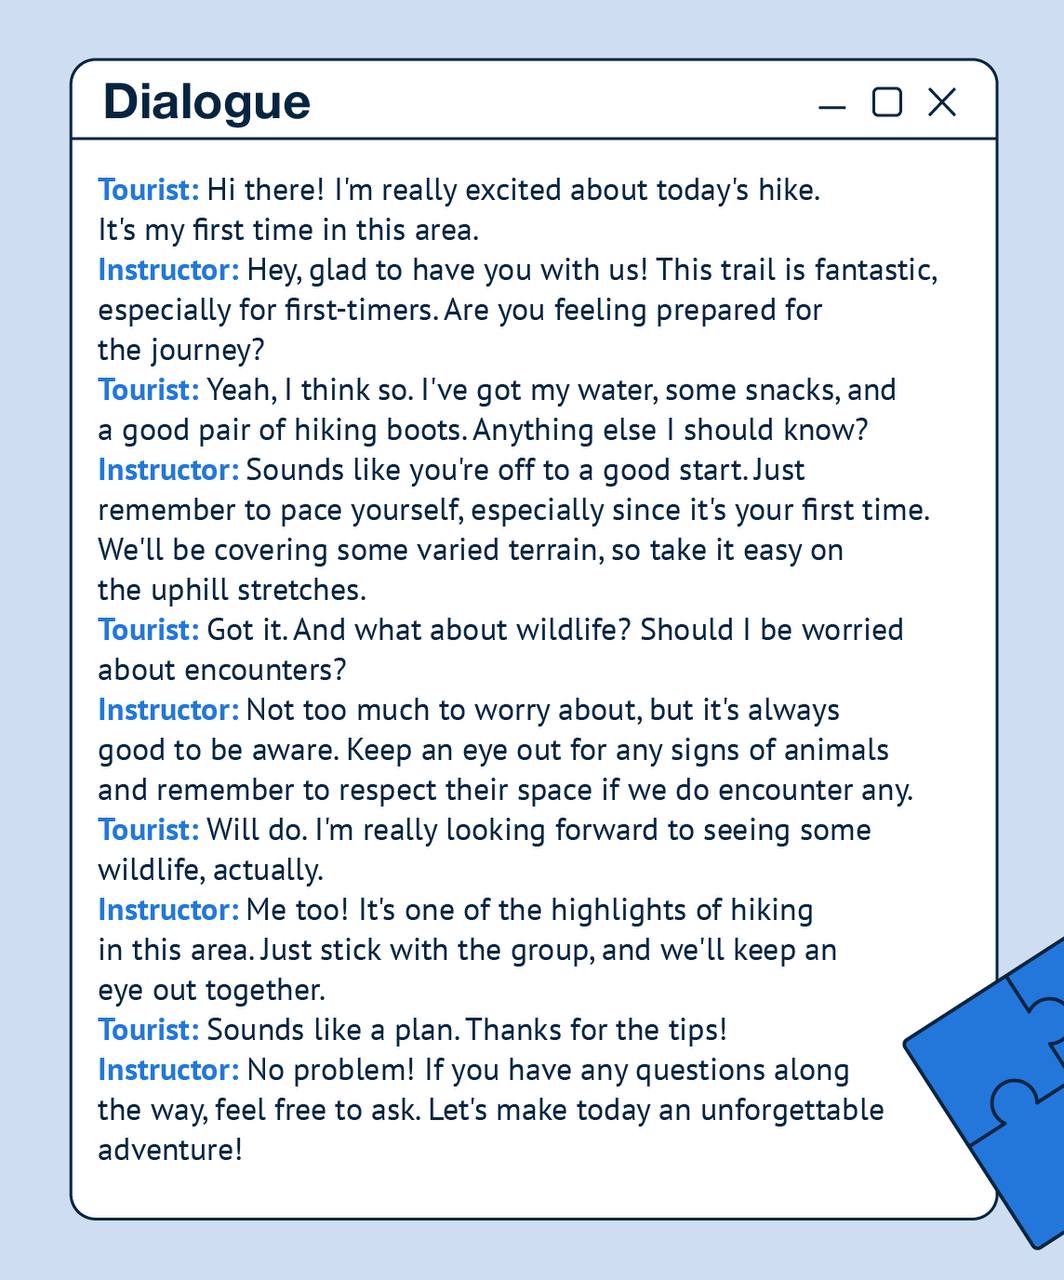 Dialogue
Tourist: Hi there! I'm really excited about today's hike.
It's my first time in this area.
Instructor: Hey, glad to have you with us! This trail is fantastic,
especially for first-timers. Are you feeling prepared for
the journey?
Tourist: Yeah, I think so. I've got my water, some snacks, and
a good pair of hiking boots. Anything else I should know?
Instructor: Sounds like you're off to a good start. Just
remember to pace yourself, especially since it's your first time.
We'll be covering some varied terrain, so take it easy on
the uphill stretches.
Tourist: Got it. And what about wildlife? Should I be worried
about encounters?
Instructor: Not too much to worry about, but it's always
good to be aware. Keep an eye out for any signs of animals
and remember to respect their space if we do encounter any.
Tourist: Will do. I'm really looking forward to seeing some
wildlife, actually.
Instructor: Me too! It's one of the highlights of hiking
in this area. Just stick with the group, and we'll keep an
eye out together.
Tourist: Sounds like a plan. Thanks for the tips!
Instructor: No problem! If you have any questions along
the way, feel free to ask. Let's make today an unforgettable
adventure!